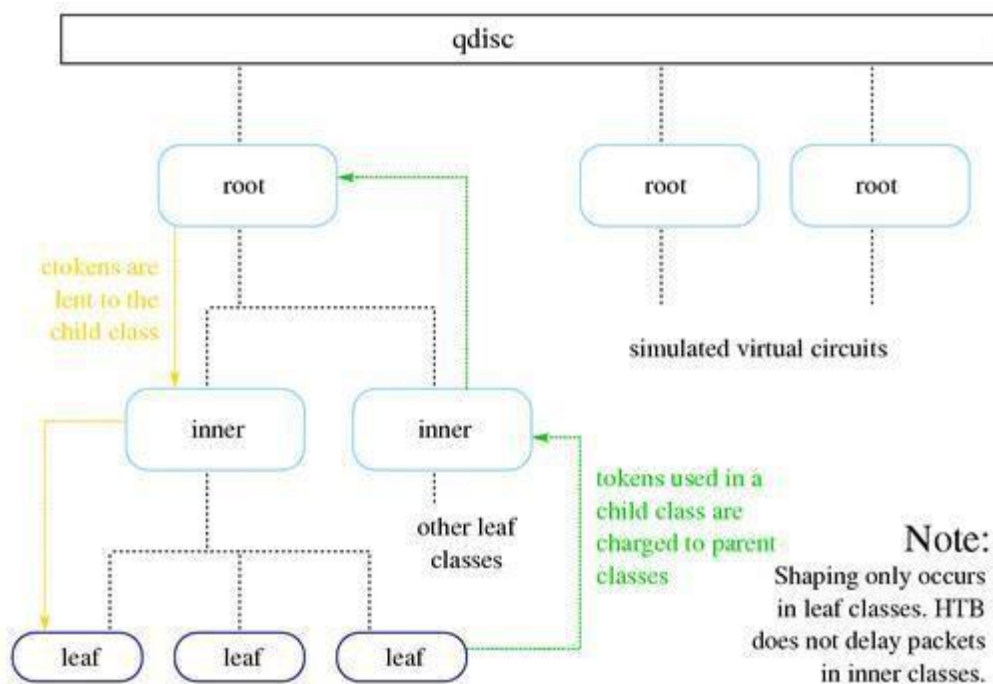 qdisc
root
root
root
ctokens are
lent to the
child class
simulated virtual circuits
inner
inner
tokens used in a
child class are
charged to parent
classes
other leaf
classes
Note:
Shaping only occurs
in leaf classes. HTB
does not delay packets
in inner classes.
leaf
leaf
leaf